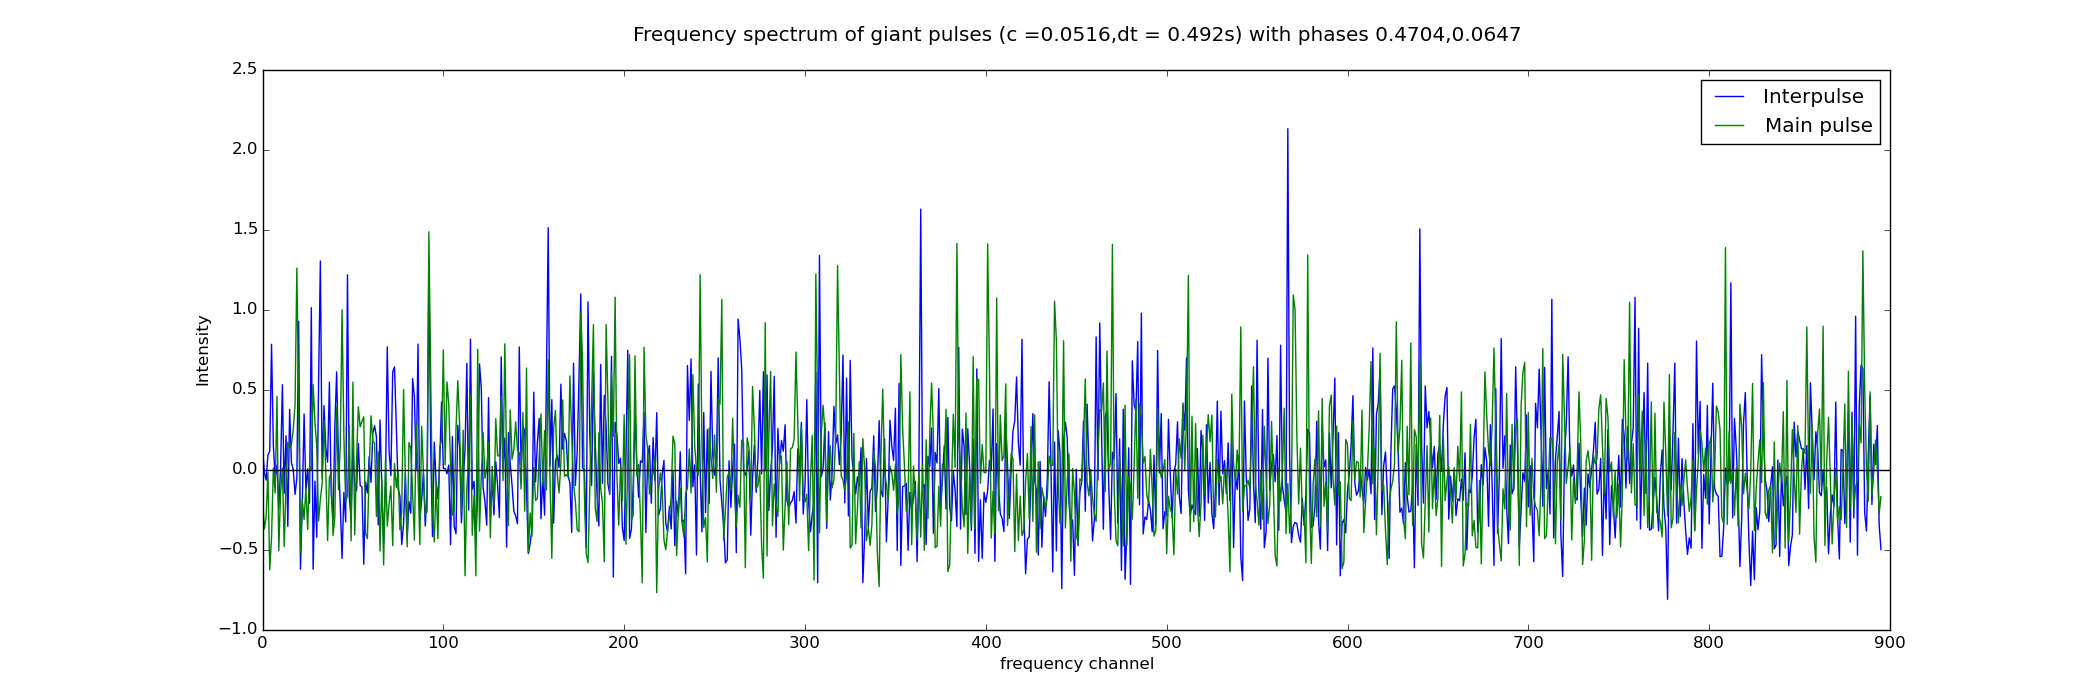 Frequency spectrum of giant pulses (c =0.0516,dt = 0.492s) with phases 0.4704,0.0647
2.5
2.0
1.5
1.0
0.5
0.0
−0.5
−1.0
Intensity
Interpulse
Main pulse
0 100 200 300 400 500 600 700 800 900
frequency channel